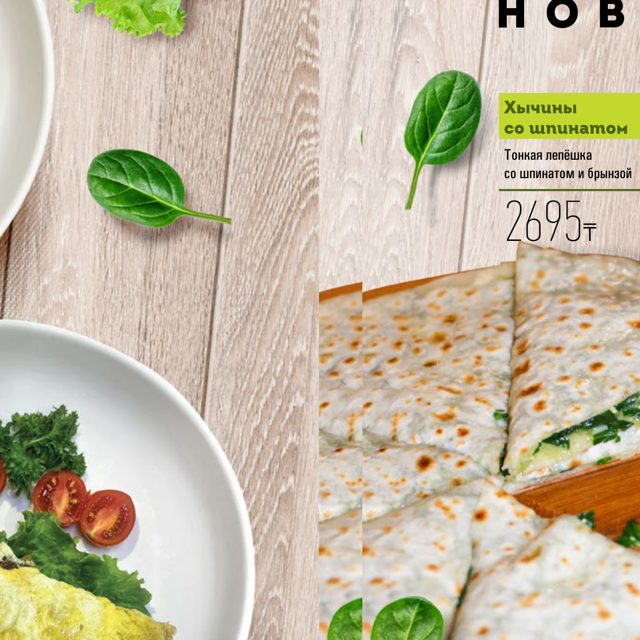 НОВ
Хычины
со шпинатом
Тонкая лепёшка
со шпинатом и брынзой
2695₸